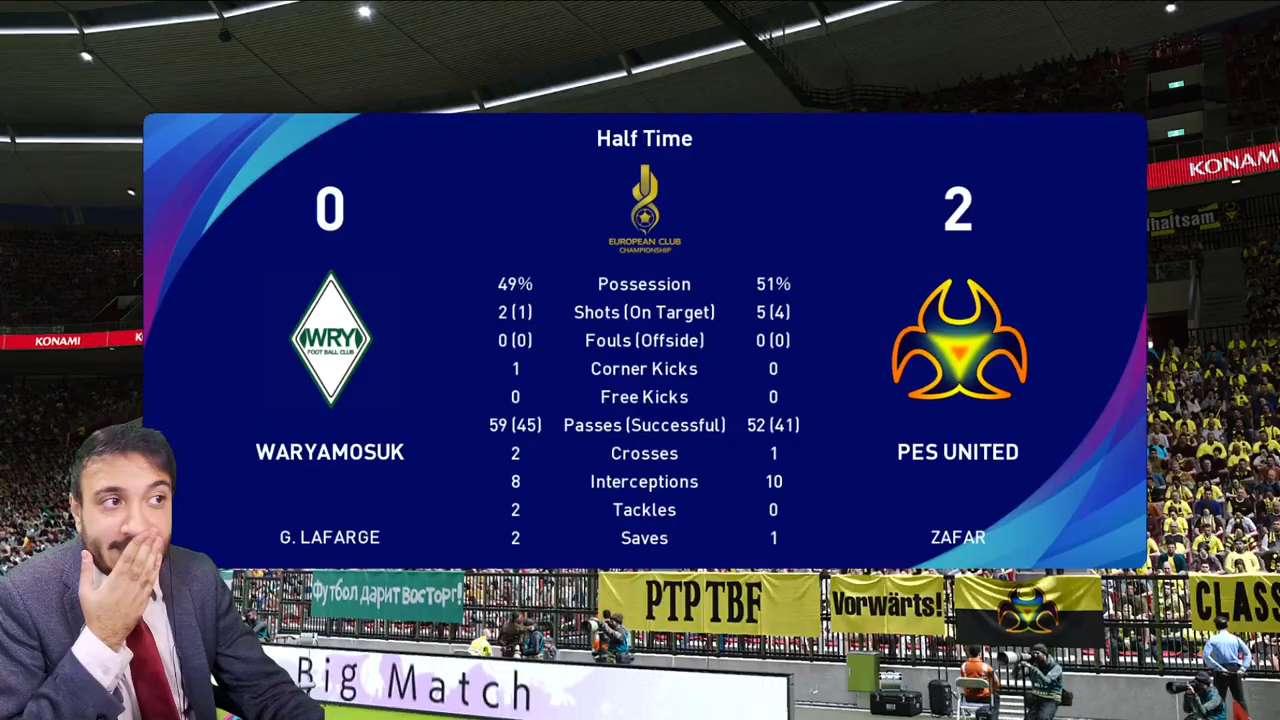 Half Time
KONAMI
0
2
EUROPEAN CLUB
CHAMPIONSHIP
Whaltsam
49% Possession 51%
2 (1) Shots (On Target) 5 (4)
0 (0) Fouls (Offside) 0 (0)
1 Corner Kicks 0
0 Free Kicks 0
59 (45) Passes (Successful) 52 (41)
2 Crosses 1
8 Interceptions 10
2 Tackles 0
2 Saves 1
WRY
FOOT BALL CLUB
KONAMI
K
WARYAMOSUK
PES UNITED
G. LAFARGE
ZAFAR
Футбол дарит восторг!
PTP TBF
Vorwärts!
CLASS
Big Match